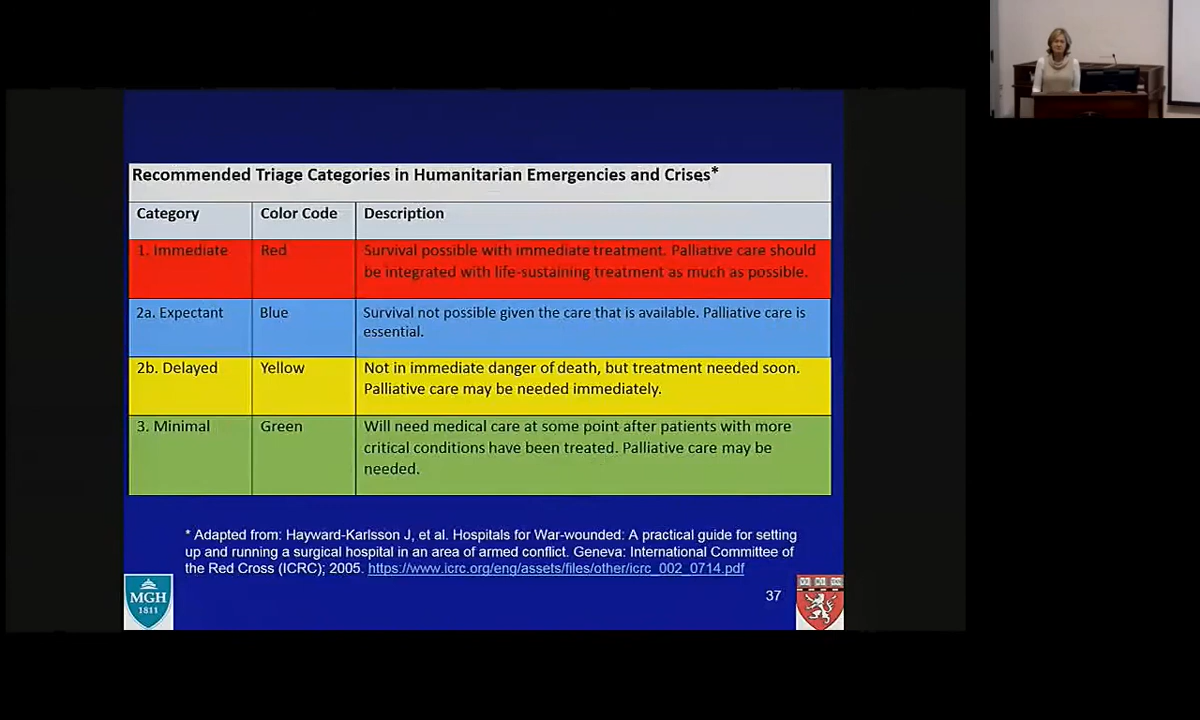 Recommended Triage Categories in Humanitarian Emergencies and Crises*
Category Color Code Description
1. Immediate Red Survival possible with immediate treatment. Palliative care should
be integrated with life-sustaining treatment as much as possible.
2a. Expectant Blue Survival not possible given the care that is available. Palliative care is
essential.
2b. Delayed Yellow Not in immediate danger of death, but treatment needed soon.
Palliative care may be needed immediately.
3. Minimal Green Will need medical care at some point after patients with more
critical conditions have been treated. Palliative care may be
needed.
* Adapted from: Hayward-Karlsson J, et al. Hospitals for War-wounded: A practical guide for setting
up and running a surgical hospital in an area of armed conflict. Geneva: International Committee of
the Red Cross (ICRC); 2005. https://www.icrc.org/eng/assets/files/other/icrc_002_0714.pdf
MGH
1811
37